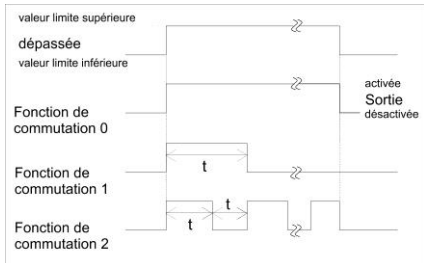 valeur limite supérieure
dépassée
valeur limite inférieure
activée
Sortie
désactivée
Fonction de
commutation 0
Fonction de
commutation 1
t
Fonction de
commutation 2
t
t